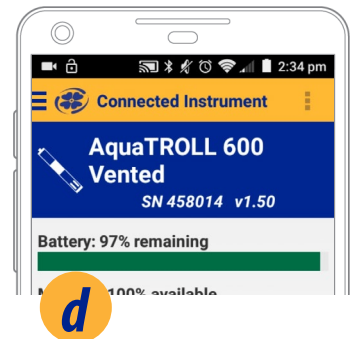 2:34 pm
Connected Instrument
AquaTROLL 600
Vented
SN 458014 v1.50
Battery: 97% remaining
100% available
d